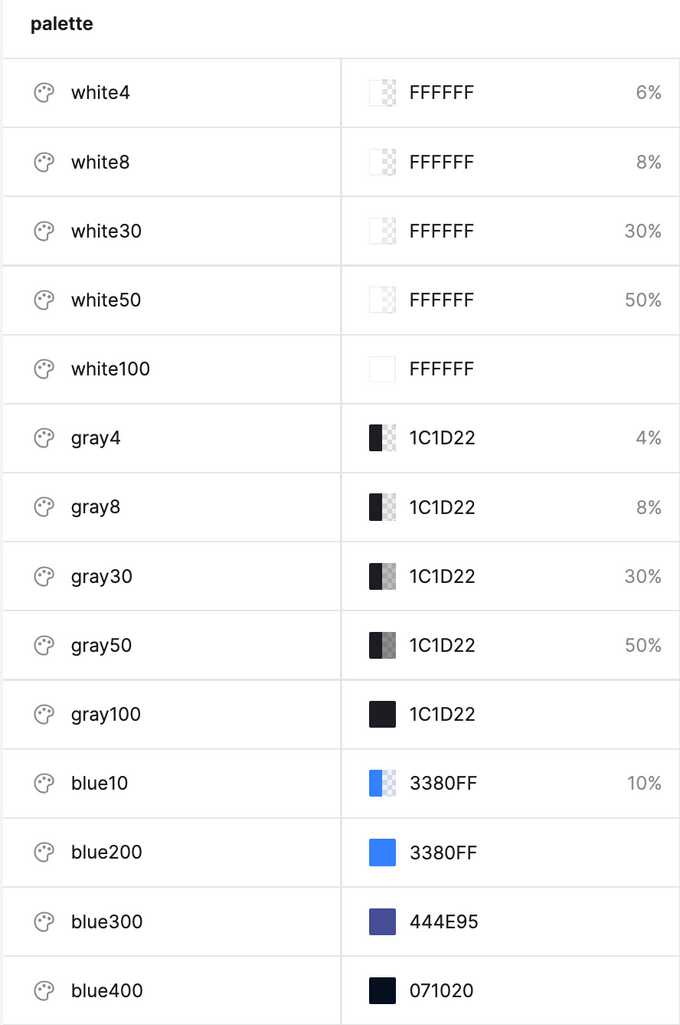 palette
white4 FFFFFF 6%
white8 FFFFFF 8%
white30 FFFFFF 30%
white50 FFFFFF 50%
white100 FFFFFF
gray4 1C1D22 4%
gray8 1C1D22 8%
gray30 1C1D22 30%
gray50 1C1D22 50%
gray100 1C1D22
blue10 3380FF 10%
blue200 3380FF
blue300 444E95
blue400 071020